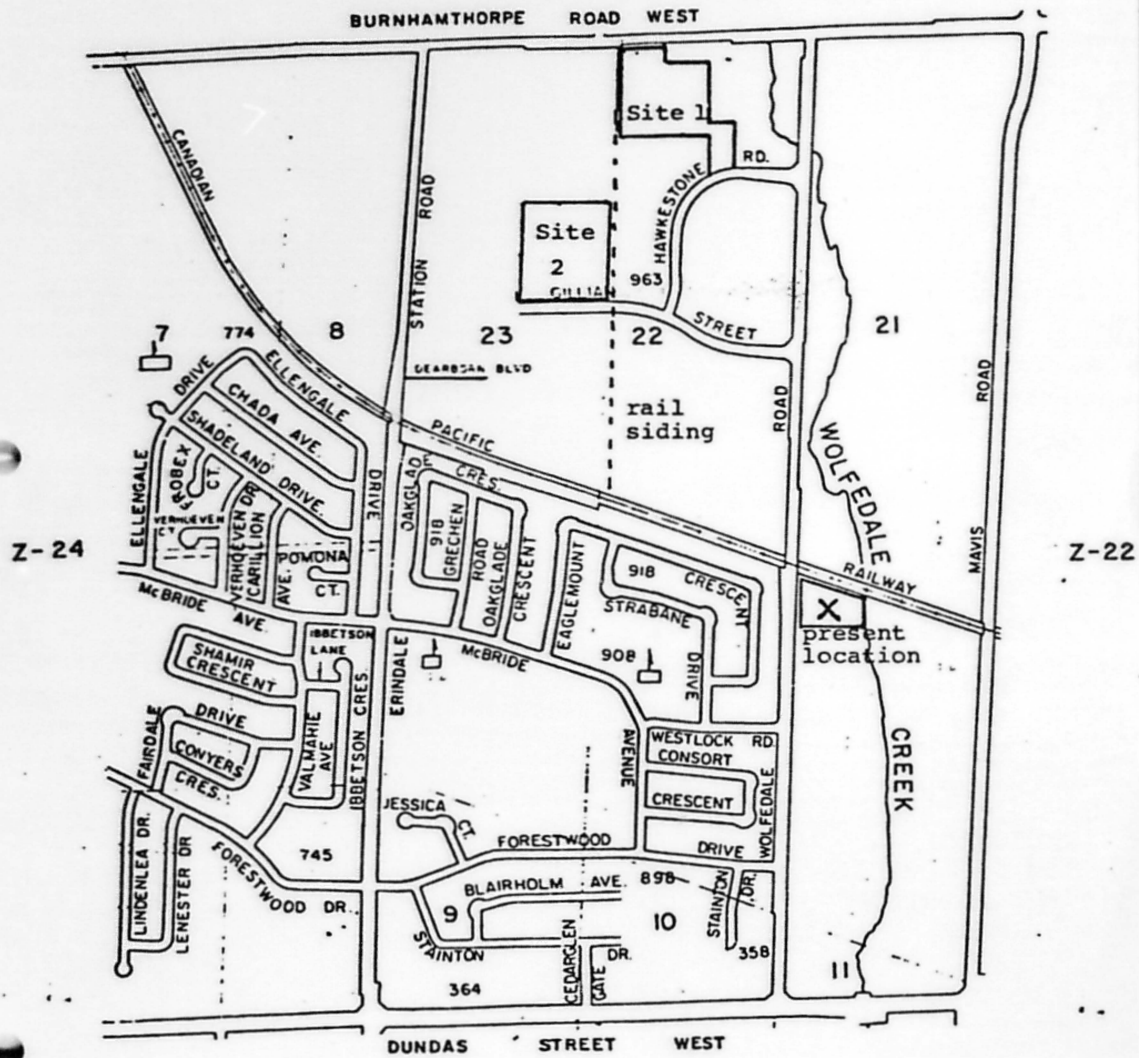 BURNHAMTHORPE ROAD WEST
CANADIAN
STATION ROAD
Site 1
HAWKESTONE RD.
Site
2
963
GILLIAN STREET
7
774
8
23
22
21
DEARBORN BLVD
rail
siding
ROAD
MAVIS ROAD
ELLENGALE DRIVE
ELLENGALE DRIVE
CHADA AVE.
SHADELAND DRIVE.
PACIFIC
RAILWAY
WOLFEDALE
CREEK
OAKGLADE CRES.
918
GRECHEN ROAD
OAKGLADE CRESCENT
EAGLEMOUNT CRESCENT
918
STRABANE DRIVE
CT.
VERHOEVEN CT
VERHOEVEN DR
CARILLION AVE.
POMONA CT.
Z-24
Z-22
McBRIDE AVE.
X
present
location
IBBETSON LANE
SHAMIR CRESCENT
ERINDALE
McBRIDE AVENUE
908
FAIRDALE DRIVE
CONYERS CRES.
VALMARIE AVE
IBBETSON CRES.
WESTLOCK RD.
CONSORT CRESCENT
WOLFEDALE
JESSICA CT.
FORESTWOOD DRIVE
LINDENLEA DR.
LENESTER DR
FORESTWOOD DR.
745
BLAIRHOLM AVE.
898
9
10
11
STAINTON DR.
STAINTON DR.
358
364
CEDARGLEN GATE
DUNDAS STREET WEST